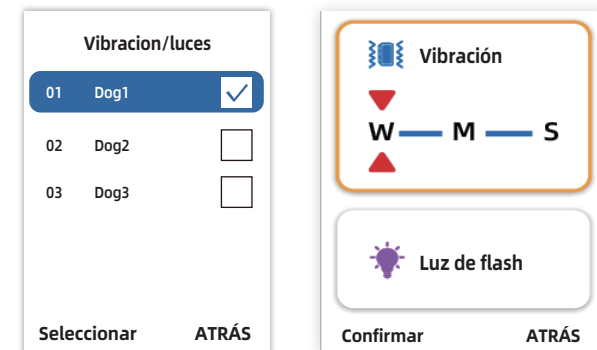 Vibracion/luces
01 Dog1
02 Dog2
03 Dog3
Seleccionar ATRÁS
Vibración
W M S
Luz de flash
Confirmar ATRÁS